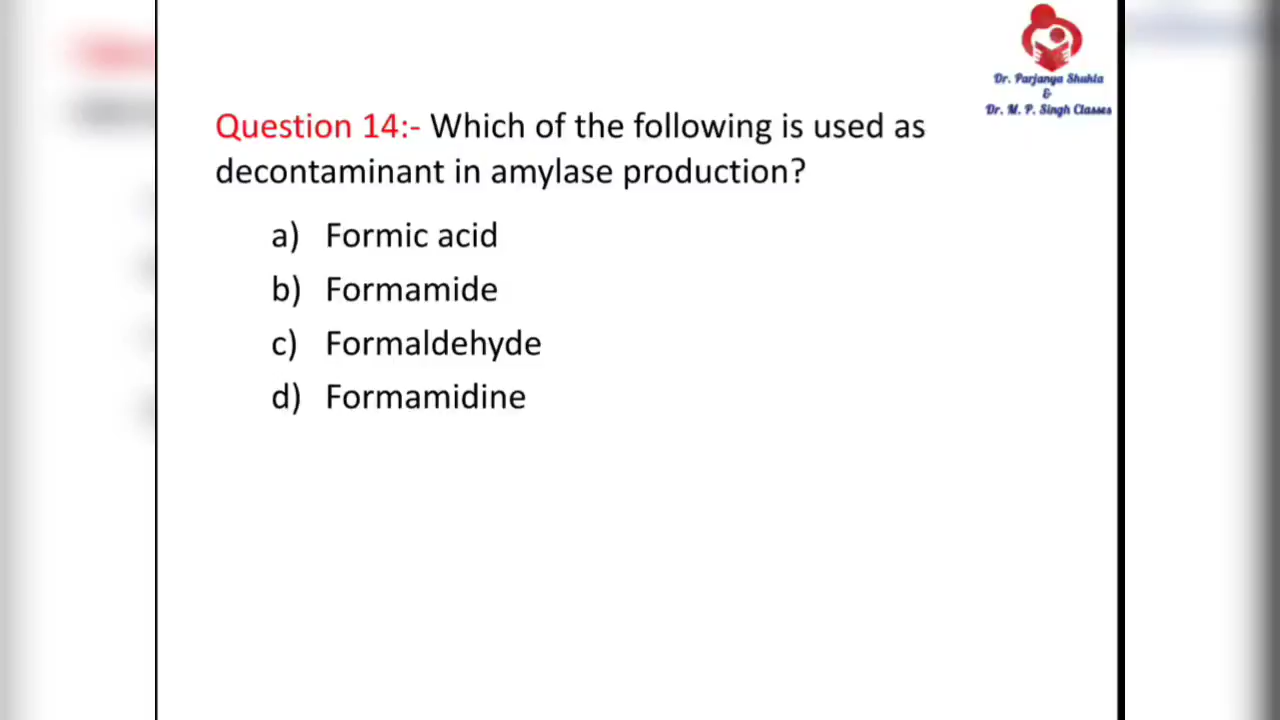 Dr. Parjanya Shukla
&
Dr. M. P. Singh Classes
Question 14:- Which of the following is used as
decontaminant in amylase production?
a) Formic acid
b) Formamide
c) Formaldehyde
d) Formamidine